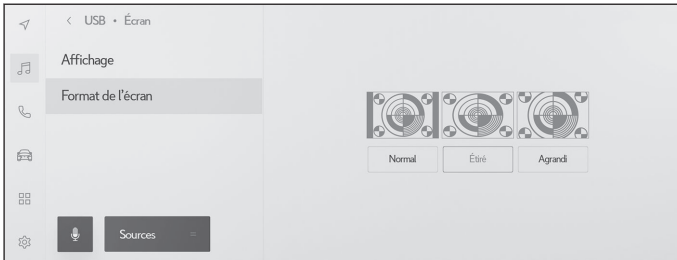 USB • Écran
Affichage
Format de l'écran
Normal
Étiré
Agrandi
Sources